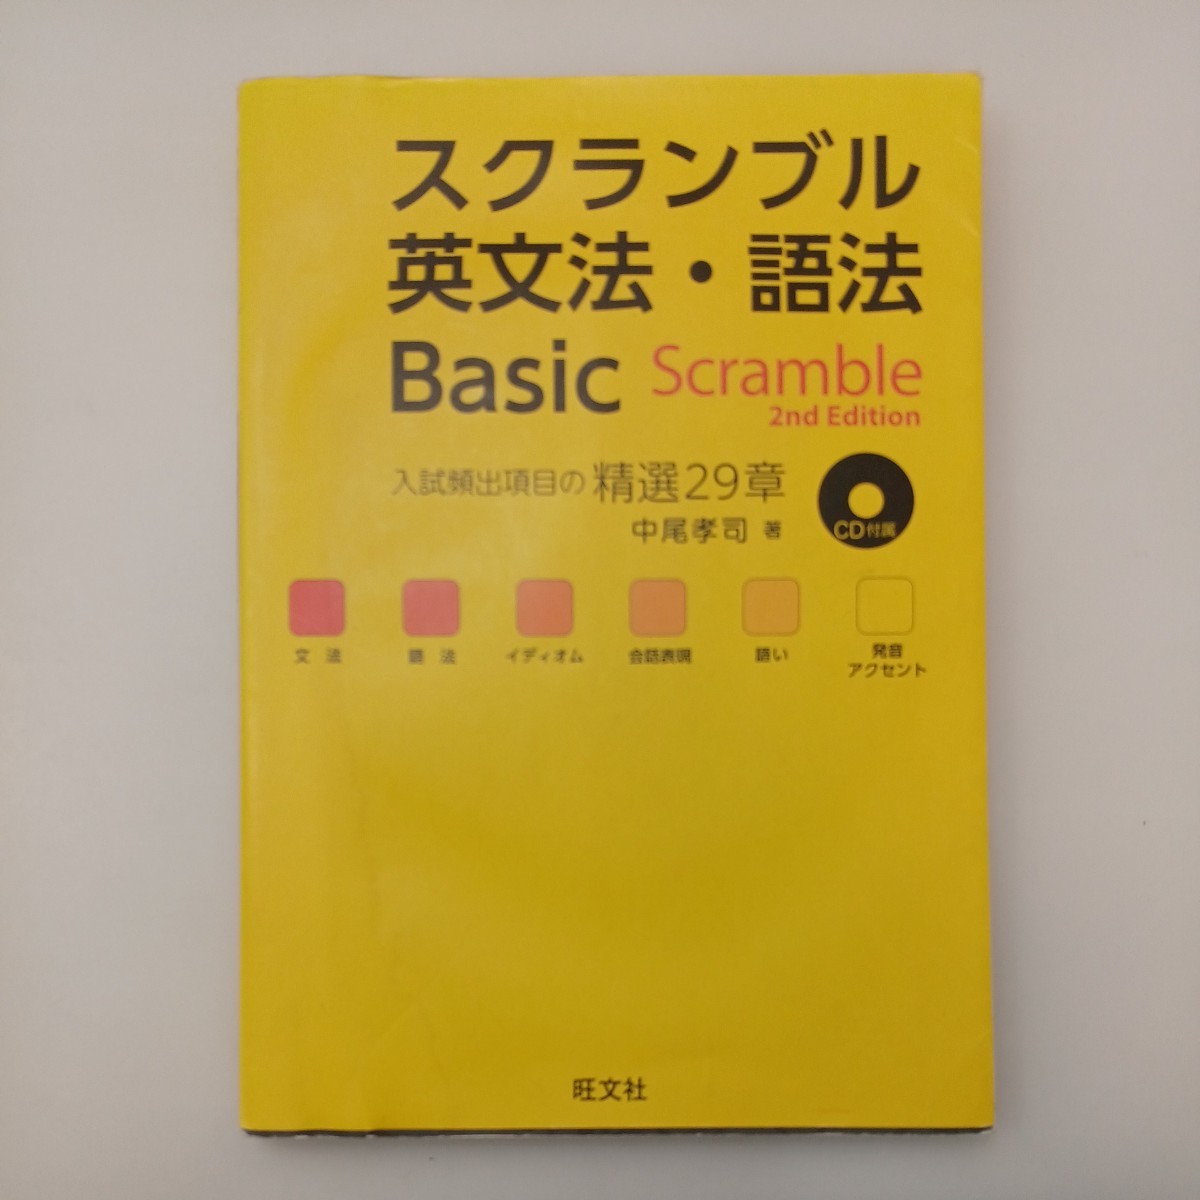 スクランブル
英文法・語法
Basic Scramble
2nd Edition
入試頻出項目の 精選29章
中尾孝司 著
CD付属
文法
語法
イディオム
会話表現
語い
発音
アクセント
旺文社